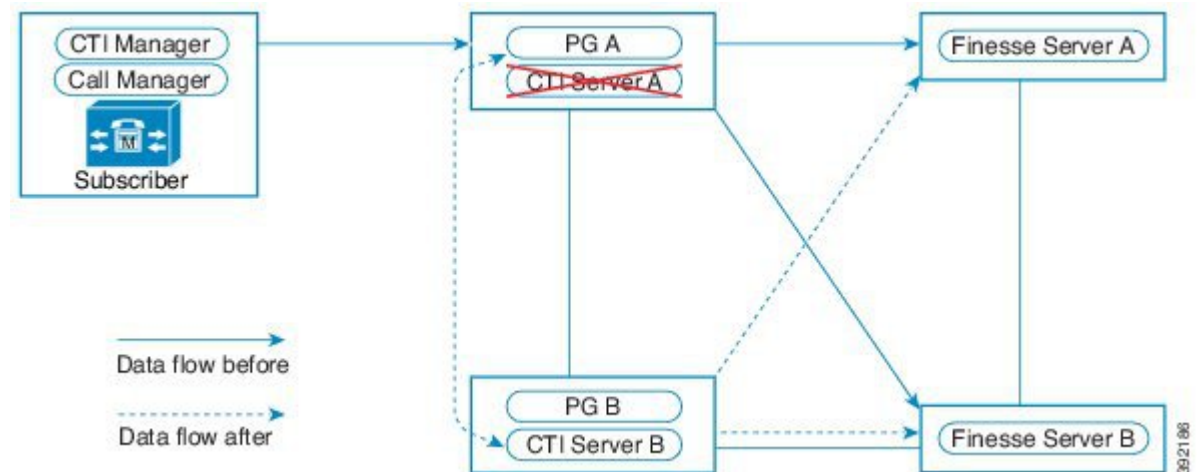 CTI Manager
Call Manager
M
Subscriber
PG A
CTI Server A
Finesse Server A
Data flow before
Data flow after
PG B
CTI Server B
Finesse Server B
392186